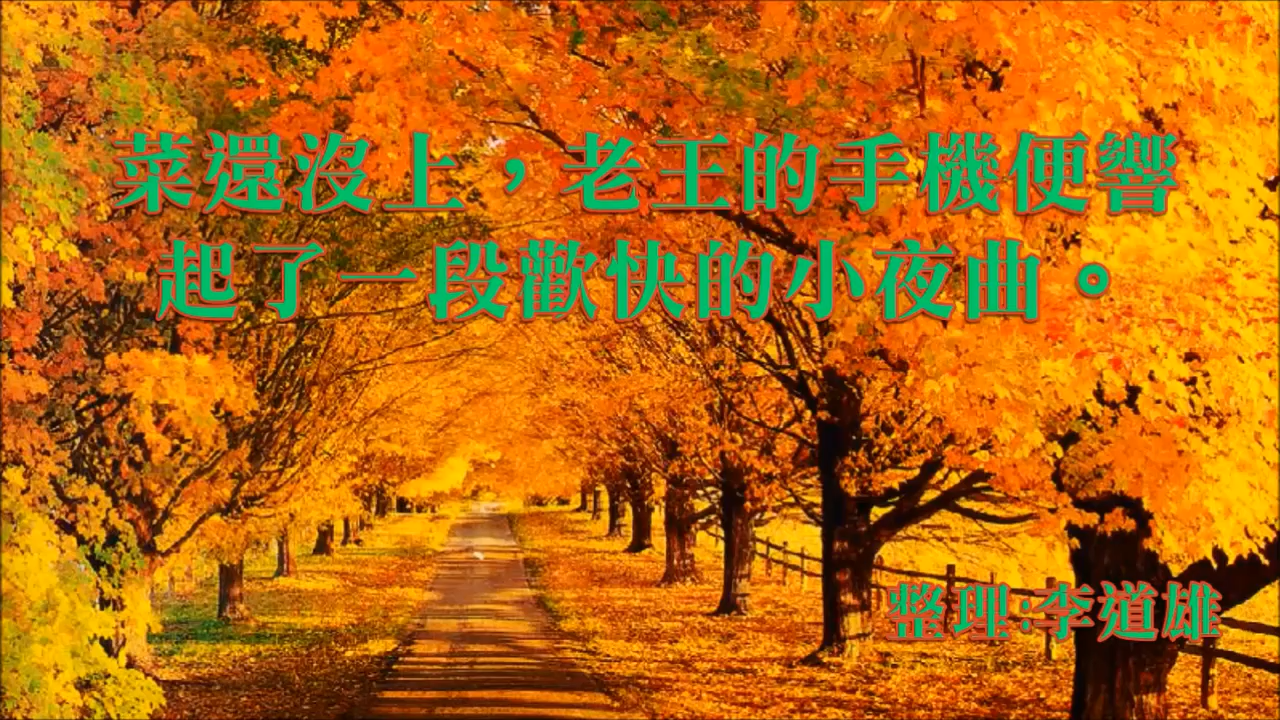 菜還沒上，老王的手機便響
起了一段歡快的小夜曲。
整理:李道雄